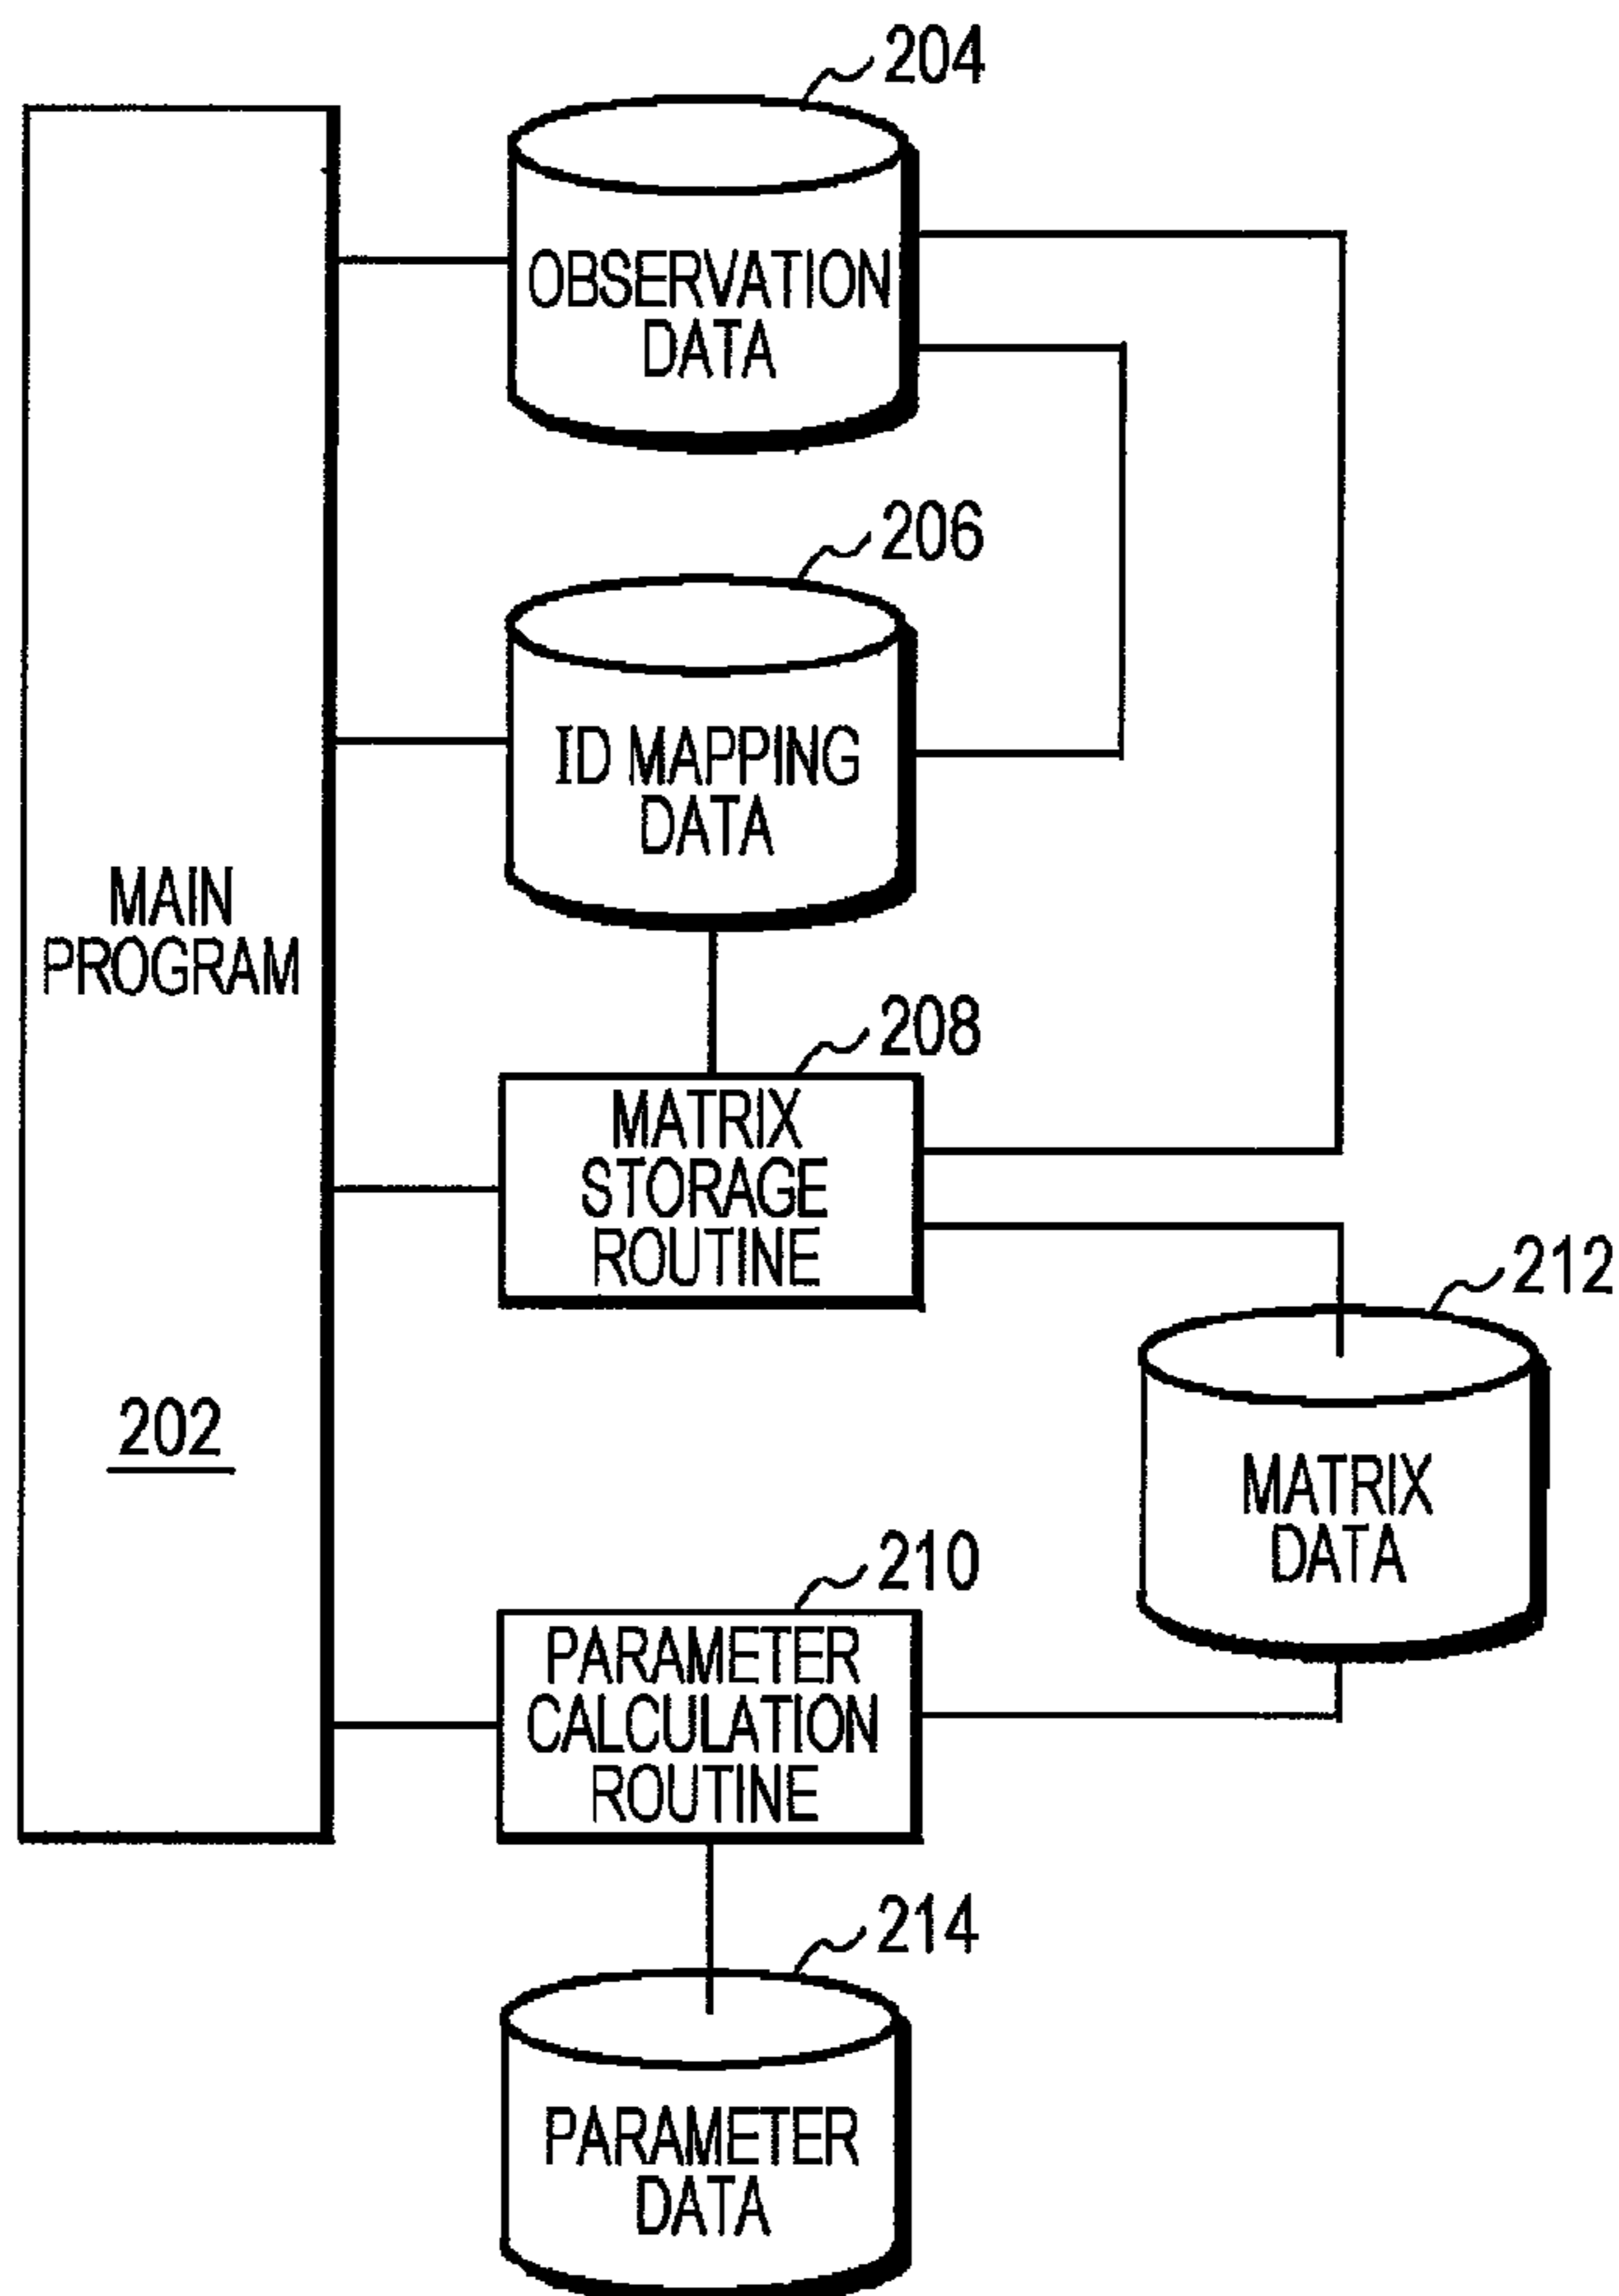 204
OBSERVATION
DATA
206
ID MAPPING
DATA
MAIN
PROGRAM
208
MATRIX
STORAGE
ROUTINE
212
202
MATRIX
DATA
210
PARAMETER
CALCULATION
ROUTINE
214
PARAMETER
DATA